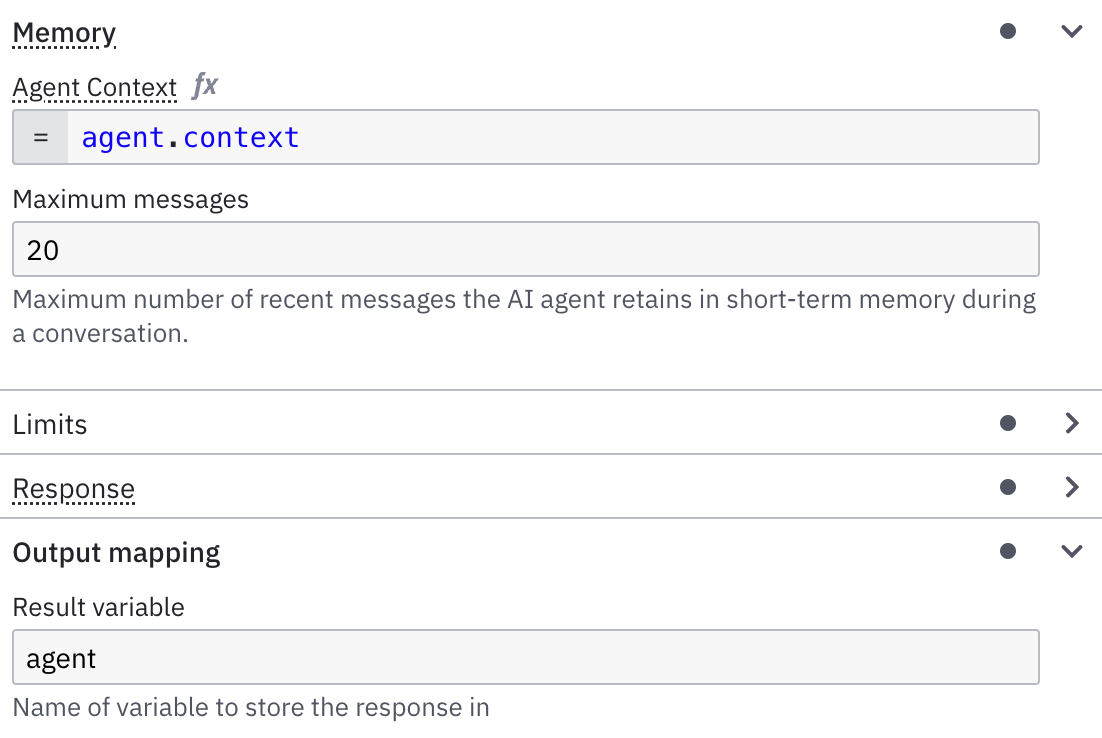 Memory
Agent Context fx
= agent.context
Maximum messages
20
Maximum number of recent messages the AI agent retains in short-term memory during
a conversation.
Limits
Response
Output mapping
Result variable
agent
Name of variable to store the response in